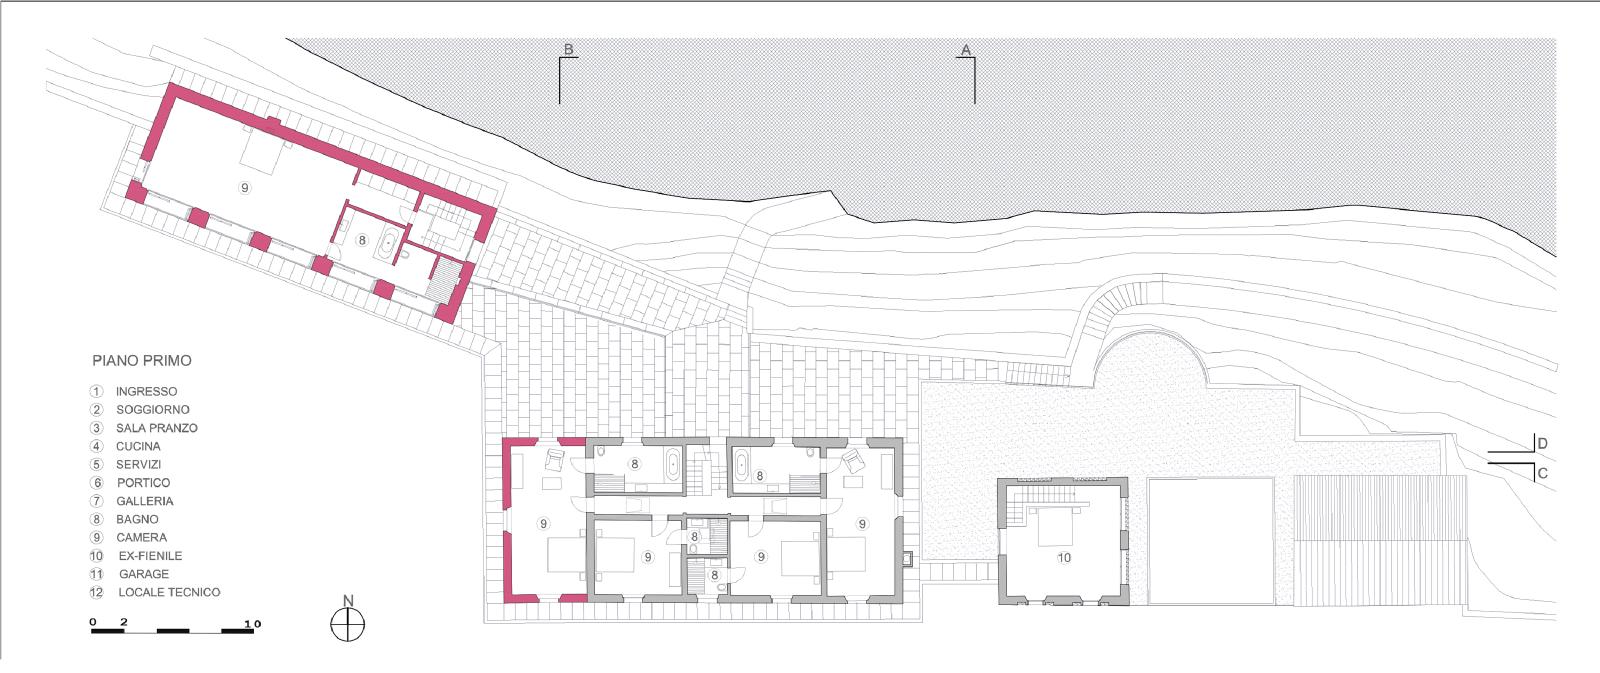 B
A
9
8
PIANO PRIMO
1 INGRESSO
2 SOGGIORNO
3 SALA PRANZO
4 CUCINA
5 SERVIZI
6 PORTICO
7 GALLERIA
8 BAGNO
9 CAMERA
10 EX-FIENILE
11 GARAGE
12 LOCALE TECNICO
0 2 10
N
8
8
9
9
8
9
9
8
10
D
C